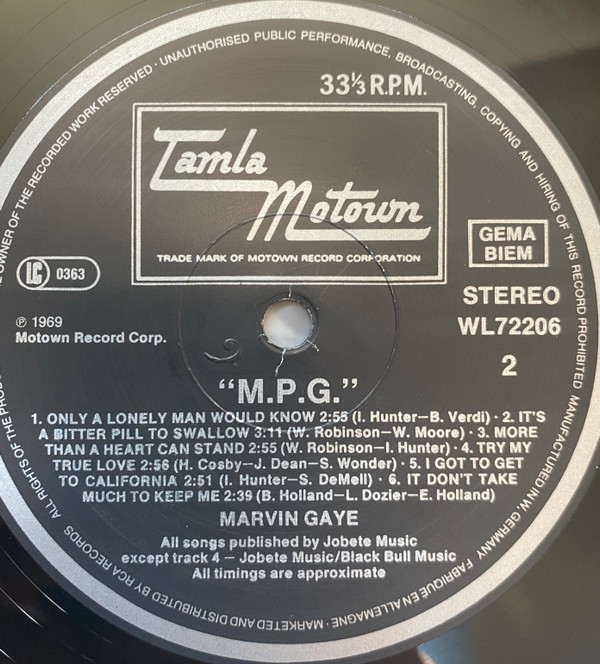 33⅓ R.P.M.
Tamla
Motown
TRADE MARK OF MOTOWN RECORD CORPORATION
GEMA
BIEM
LC 0363
STEREO
WL72206
℗ 1969
Motown Record Corp.
2
“M.P.G.”
1. ONLY A LONELY MAN WOULD KNOW 2:55 (I. Hunter–B. Verdi) · 2. IT'S
A BITTER PILL TO SWALLOW 3:11 (W. Robinson–W. Moore) · 3. MORE
THAN A HEART CAN STAND 2:55 (W. Robinson–I. Hunter) · 4. TRY MY
TRUE LOVE 2:56 (H. Cosby–J. Dean–S. Wonder) · 5. I GOT TO GET
TO CALIFORNIA 2:51 (I. Hunter–S. DeMell) · 6. IT DON'T TAKE
MUCH TO KEEP ME 2:39 (B. Holland–L. Dozier–E. Holland)
MARVIN GAYE
All songs published by Jobete Music
except track 4 – Jobete Music/Black Bull Music
All timings are approximate
ALL RIGHTS OF THE OWNER OF THE RECORDED WORK RESERVED · UNAUTHORISED PUBLIC PERFORMANCE, BROADCASTING, COPYING AND HIRING OF THIS RECORD PROHIBITED MANUFACTURED IN W. GERMANY FABRIQUÉ EN ALLEMAGNE · MARKETED AND DISTRIBUTED BY RCA RECORDS